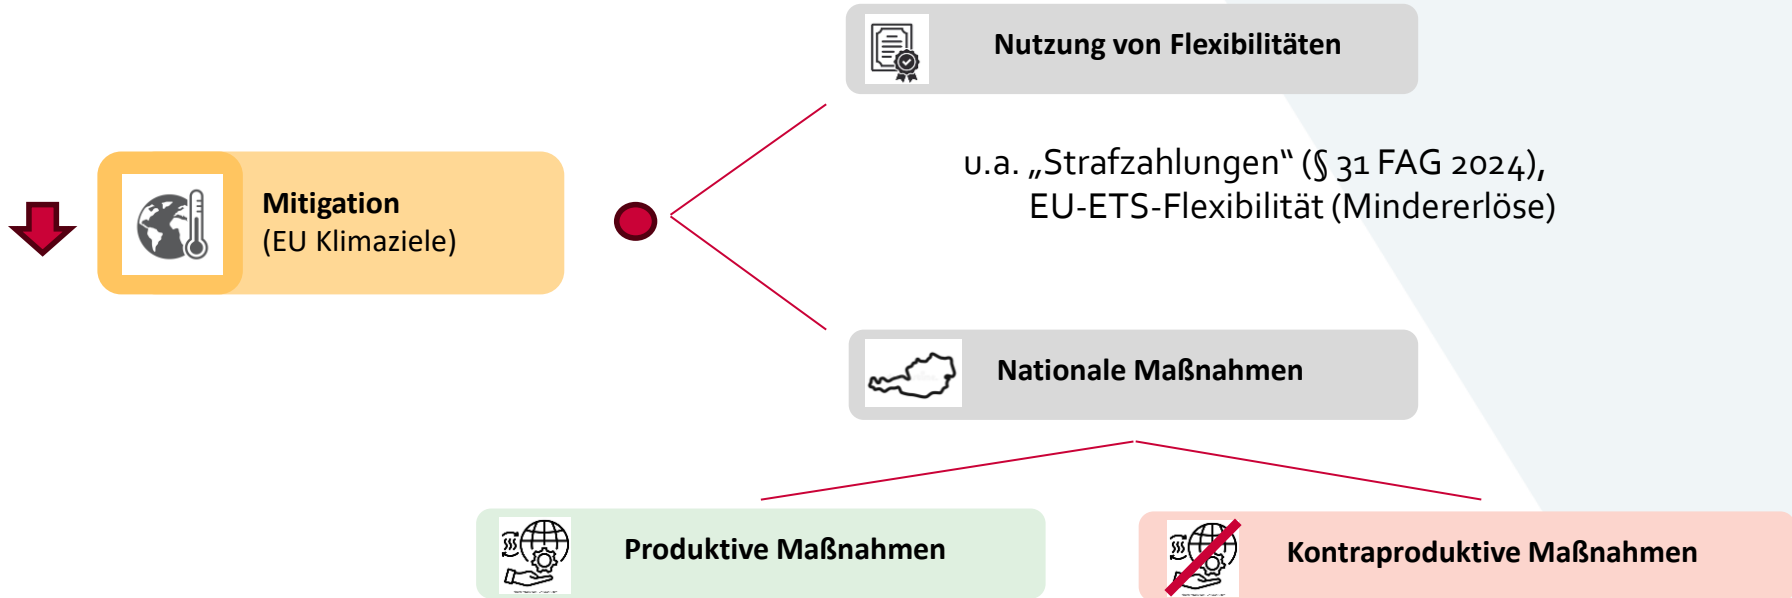 Nutzung von Flexibilitäten
u.a. „Strafzahlungen“ (§ 31 FAG 2024),
EU-ETS-Flexibilität (Mindererlöse)
Mitigation
(EU Klimaziele)
Nationale Maßnahmen
Produktive Maßnahmen
Kontraproduktive Maßnahmen